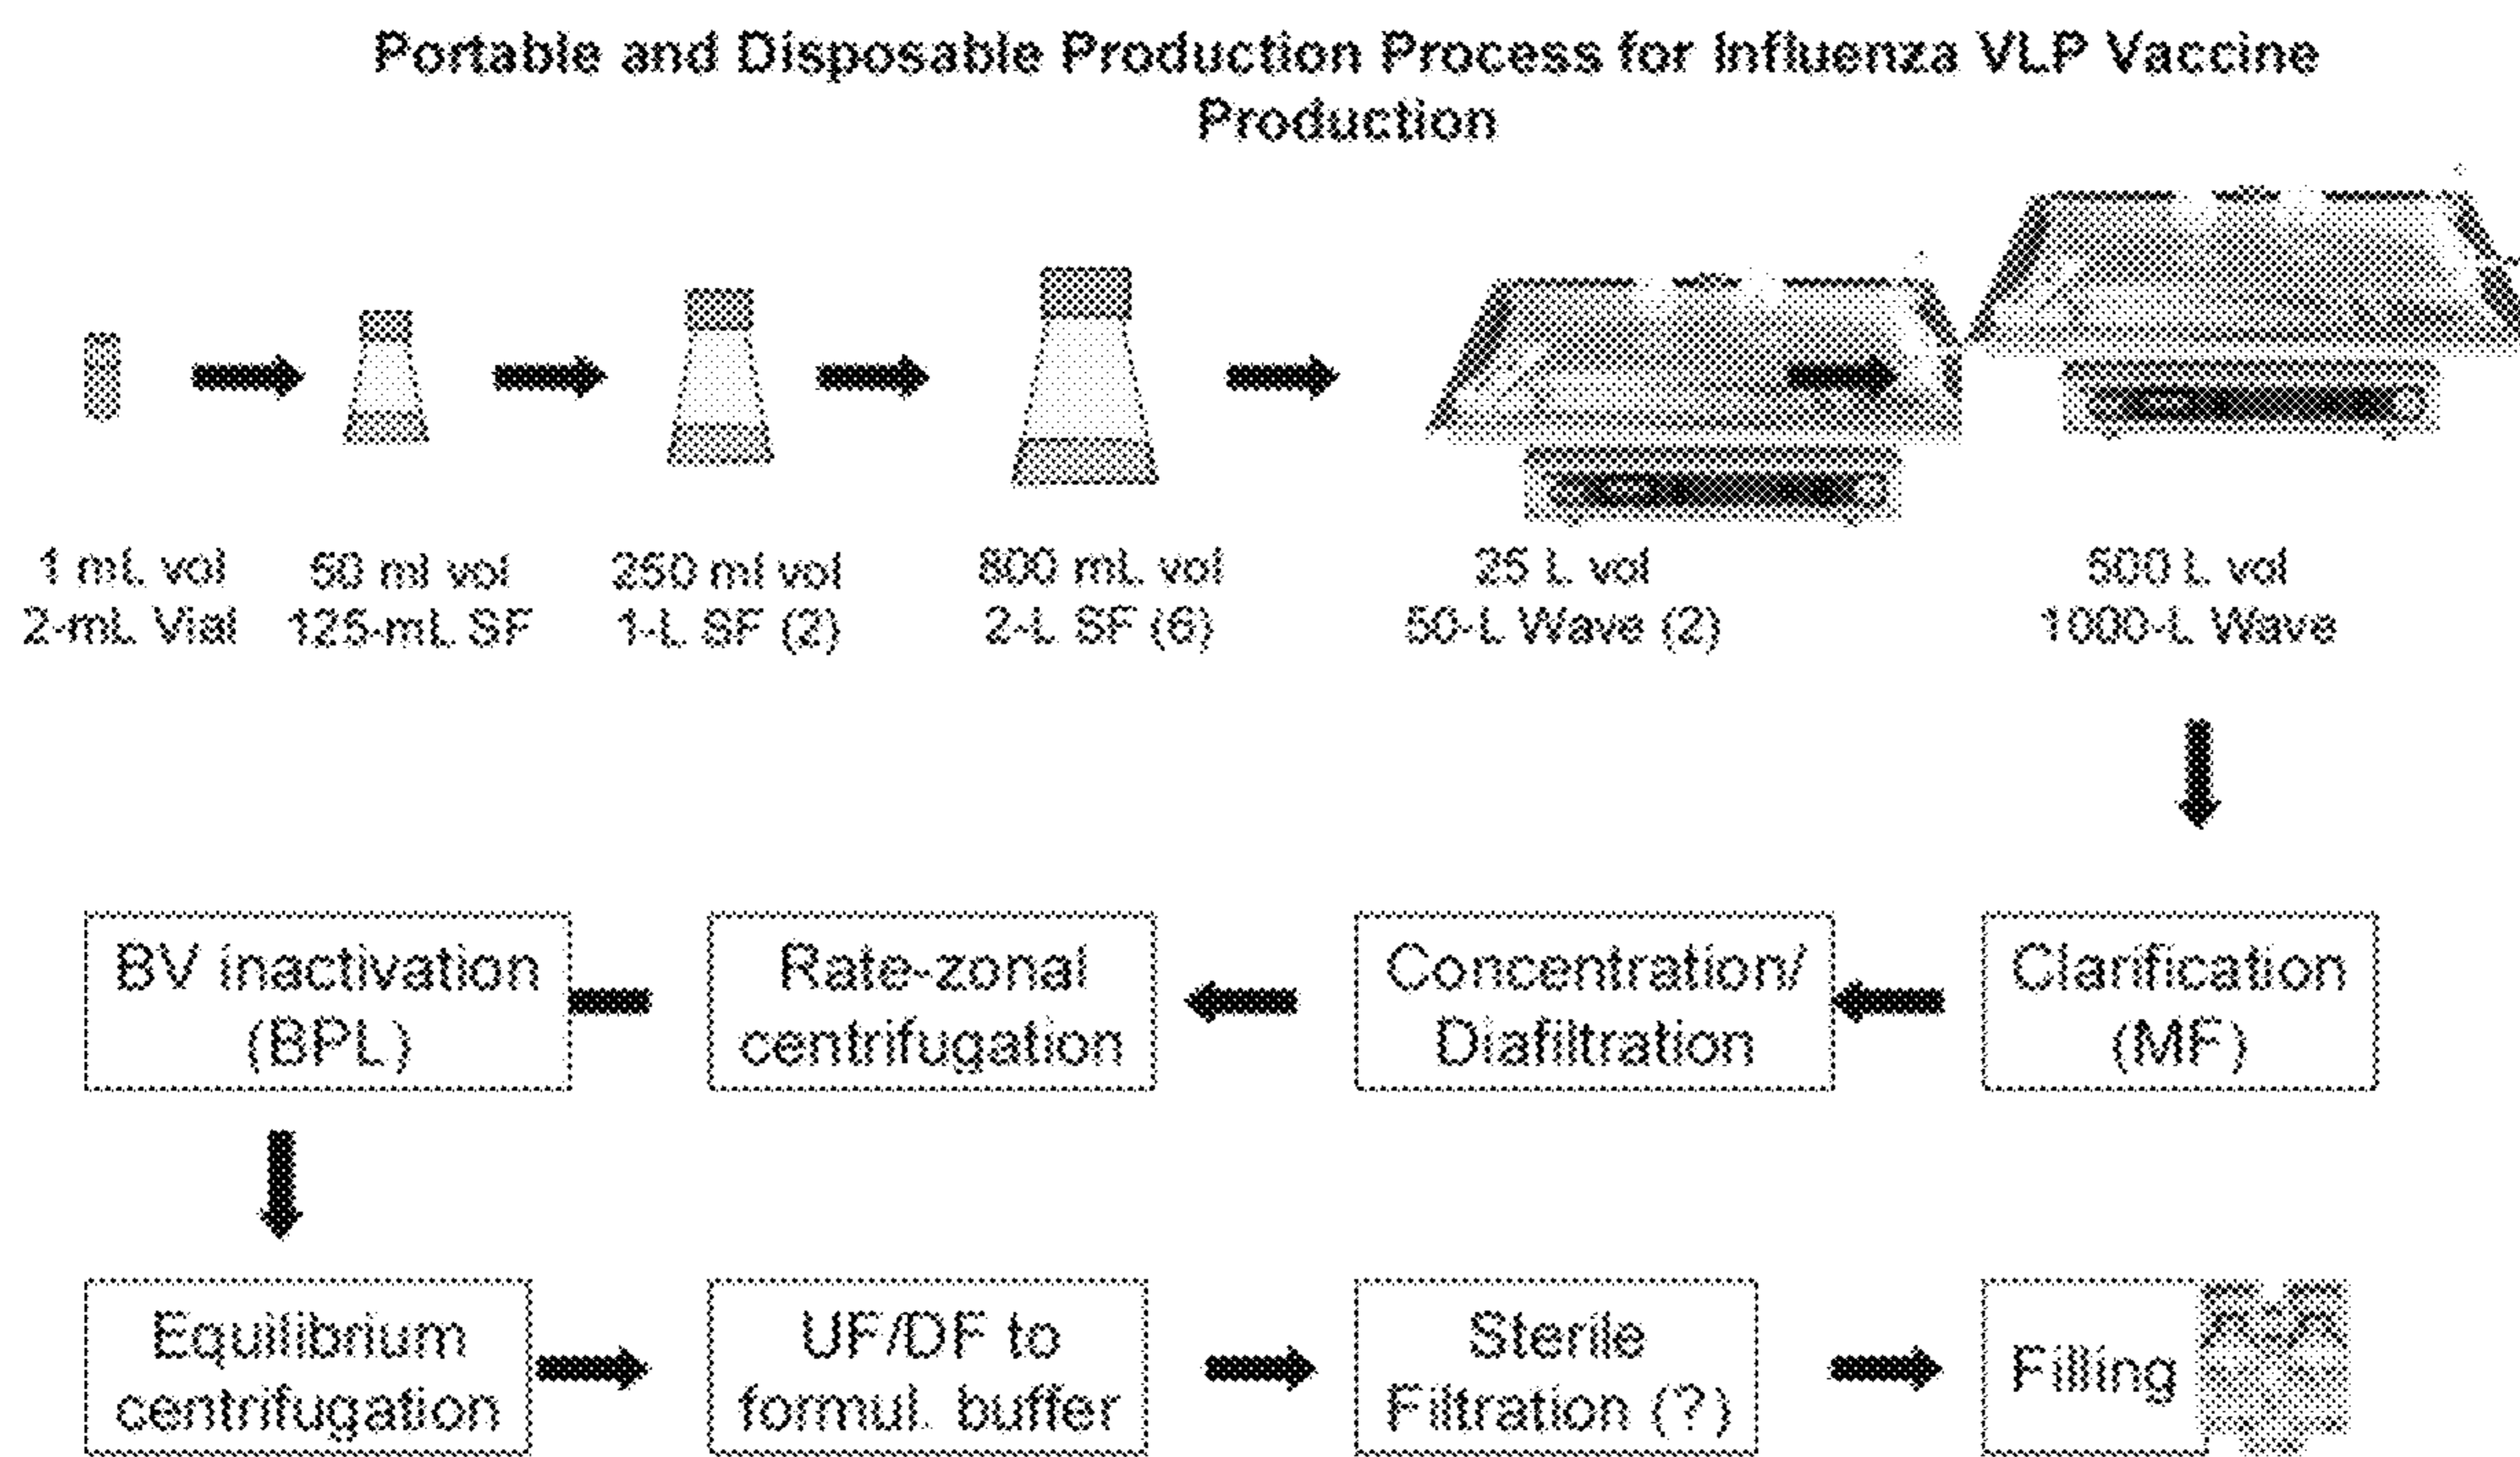 Portable and Disposable Production Process for Influenza VLP Vaccine
Production
1 mL vol
2-mL Vial
50 ml vol
125-mL SF
250 ml vol
1-L SF (2)
800 mL vol
2-L SF (6)
25 L vol
50-L Wave (2)
500 L vol
1000-L Wave
BV inactivation
(BPL)
Rate-zonal
centrifugation
Concentration/
Diafiltration
Clarification
(MF)
Equilibrium
centrifugation
UF/DF to
formul. buffer
Sterile
Filtration (?)
Filling